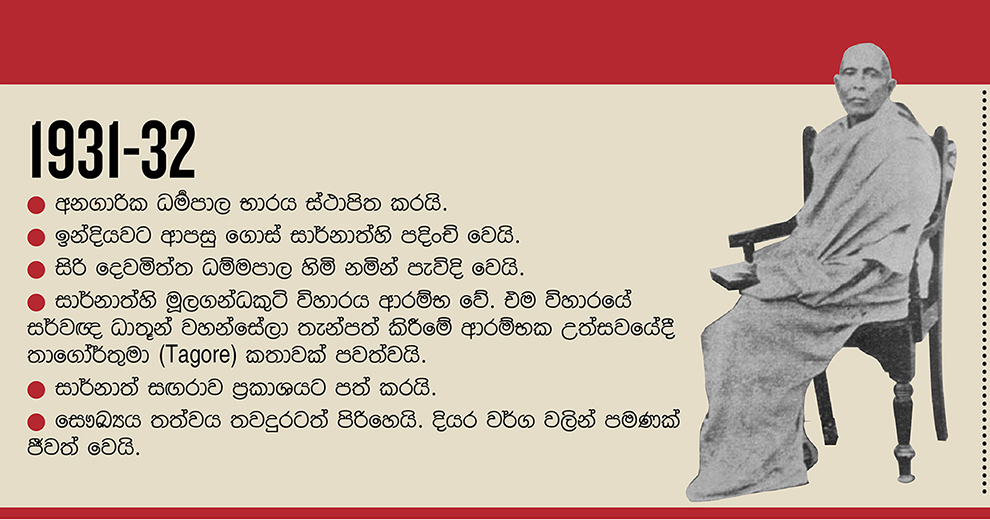 1931-32
● අනගාරික ධර්මපාල භාරය ස්ථාපිත කරයි.
● ඉන්දියවට ආපසු ගොස් සාර්නාත්හි පදිංචි වෙයි.
● සිරි දෙවමිත්ත ධම්මපාල හිමි නමින් පැවිදි වෙයි.
● සාර්නාත්හි මූලගන්ධකුටි විහාරය ආරම්භ වේ. එම විහාරයේ
සර්වඥ ධාතූන් වහන්සේලා තැන්පත් කිරීමේ ආරම්භක උත්සවයේදී
තාගෝර්තුමා (Tagore) කතාවක් පවත්වයි.
● සාර්නාත් සඟරාව ප්‍රකාශයට පත් කරයි.
● සෞඛ්‍යය තත්වය තවදුරටත් පිරිහෙයි. දියර වර්ග වලින් පමණක්
ජීවත් වෙයි.